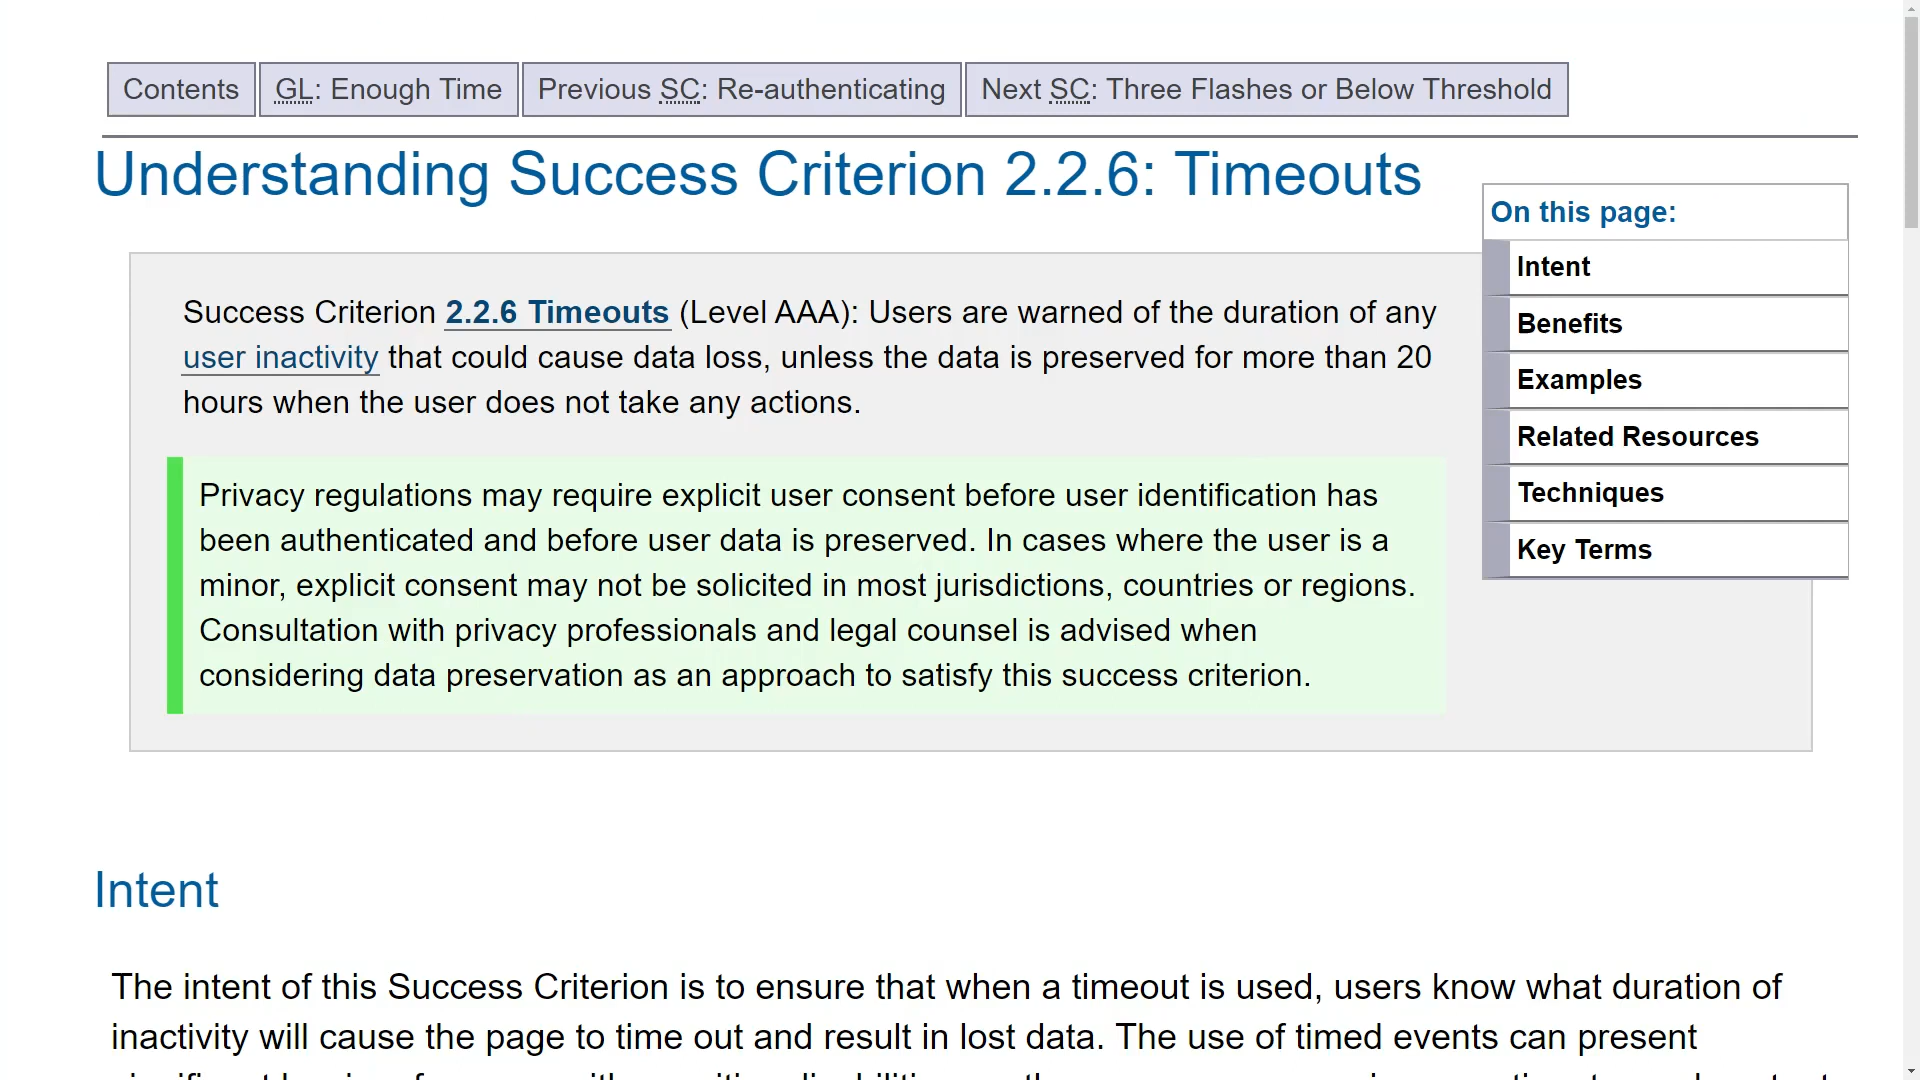 Contents GL: Enough Time Previous SC: Re-authenticating Next SC: Three Flashes or Below Threshold
Understanding Success Criterion 2.2.6: Timeouts
On this page:
Intent
Benefits
Examples
Related Resources
Techniques
Key Terms
Success Criterion 2.2.6 Timeouts (Level AAA): Users are warned of the duration of any
user inactivity that could cause data loss, unless the data is preserved for more than 20
hours when the user does not take any actions.
Privacy regulations may require explicit user consent before user identification has
been authenticated and before user data is preserved. In cases where the user is a
minor, explicit consent may not be solicited in most jurisdictions, countries or regions.
Consultation with privacy professionals and legal counsel is advised when
considering data preservation as an approach to satisfy this success criterion.
Intent
The intent of this Success Criterion is to ensure that when a timeout is used, users know what duration of
inactivity will cause the page to time out and result in lost data. The use of timed events can present